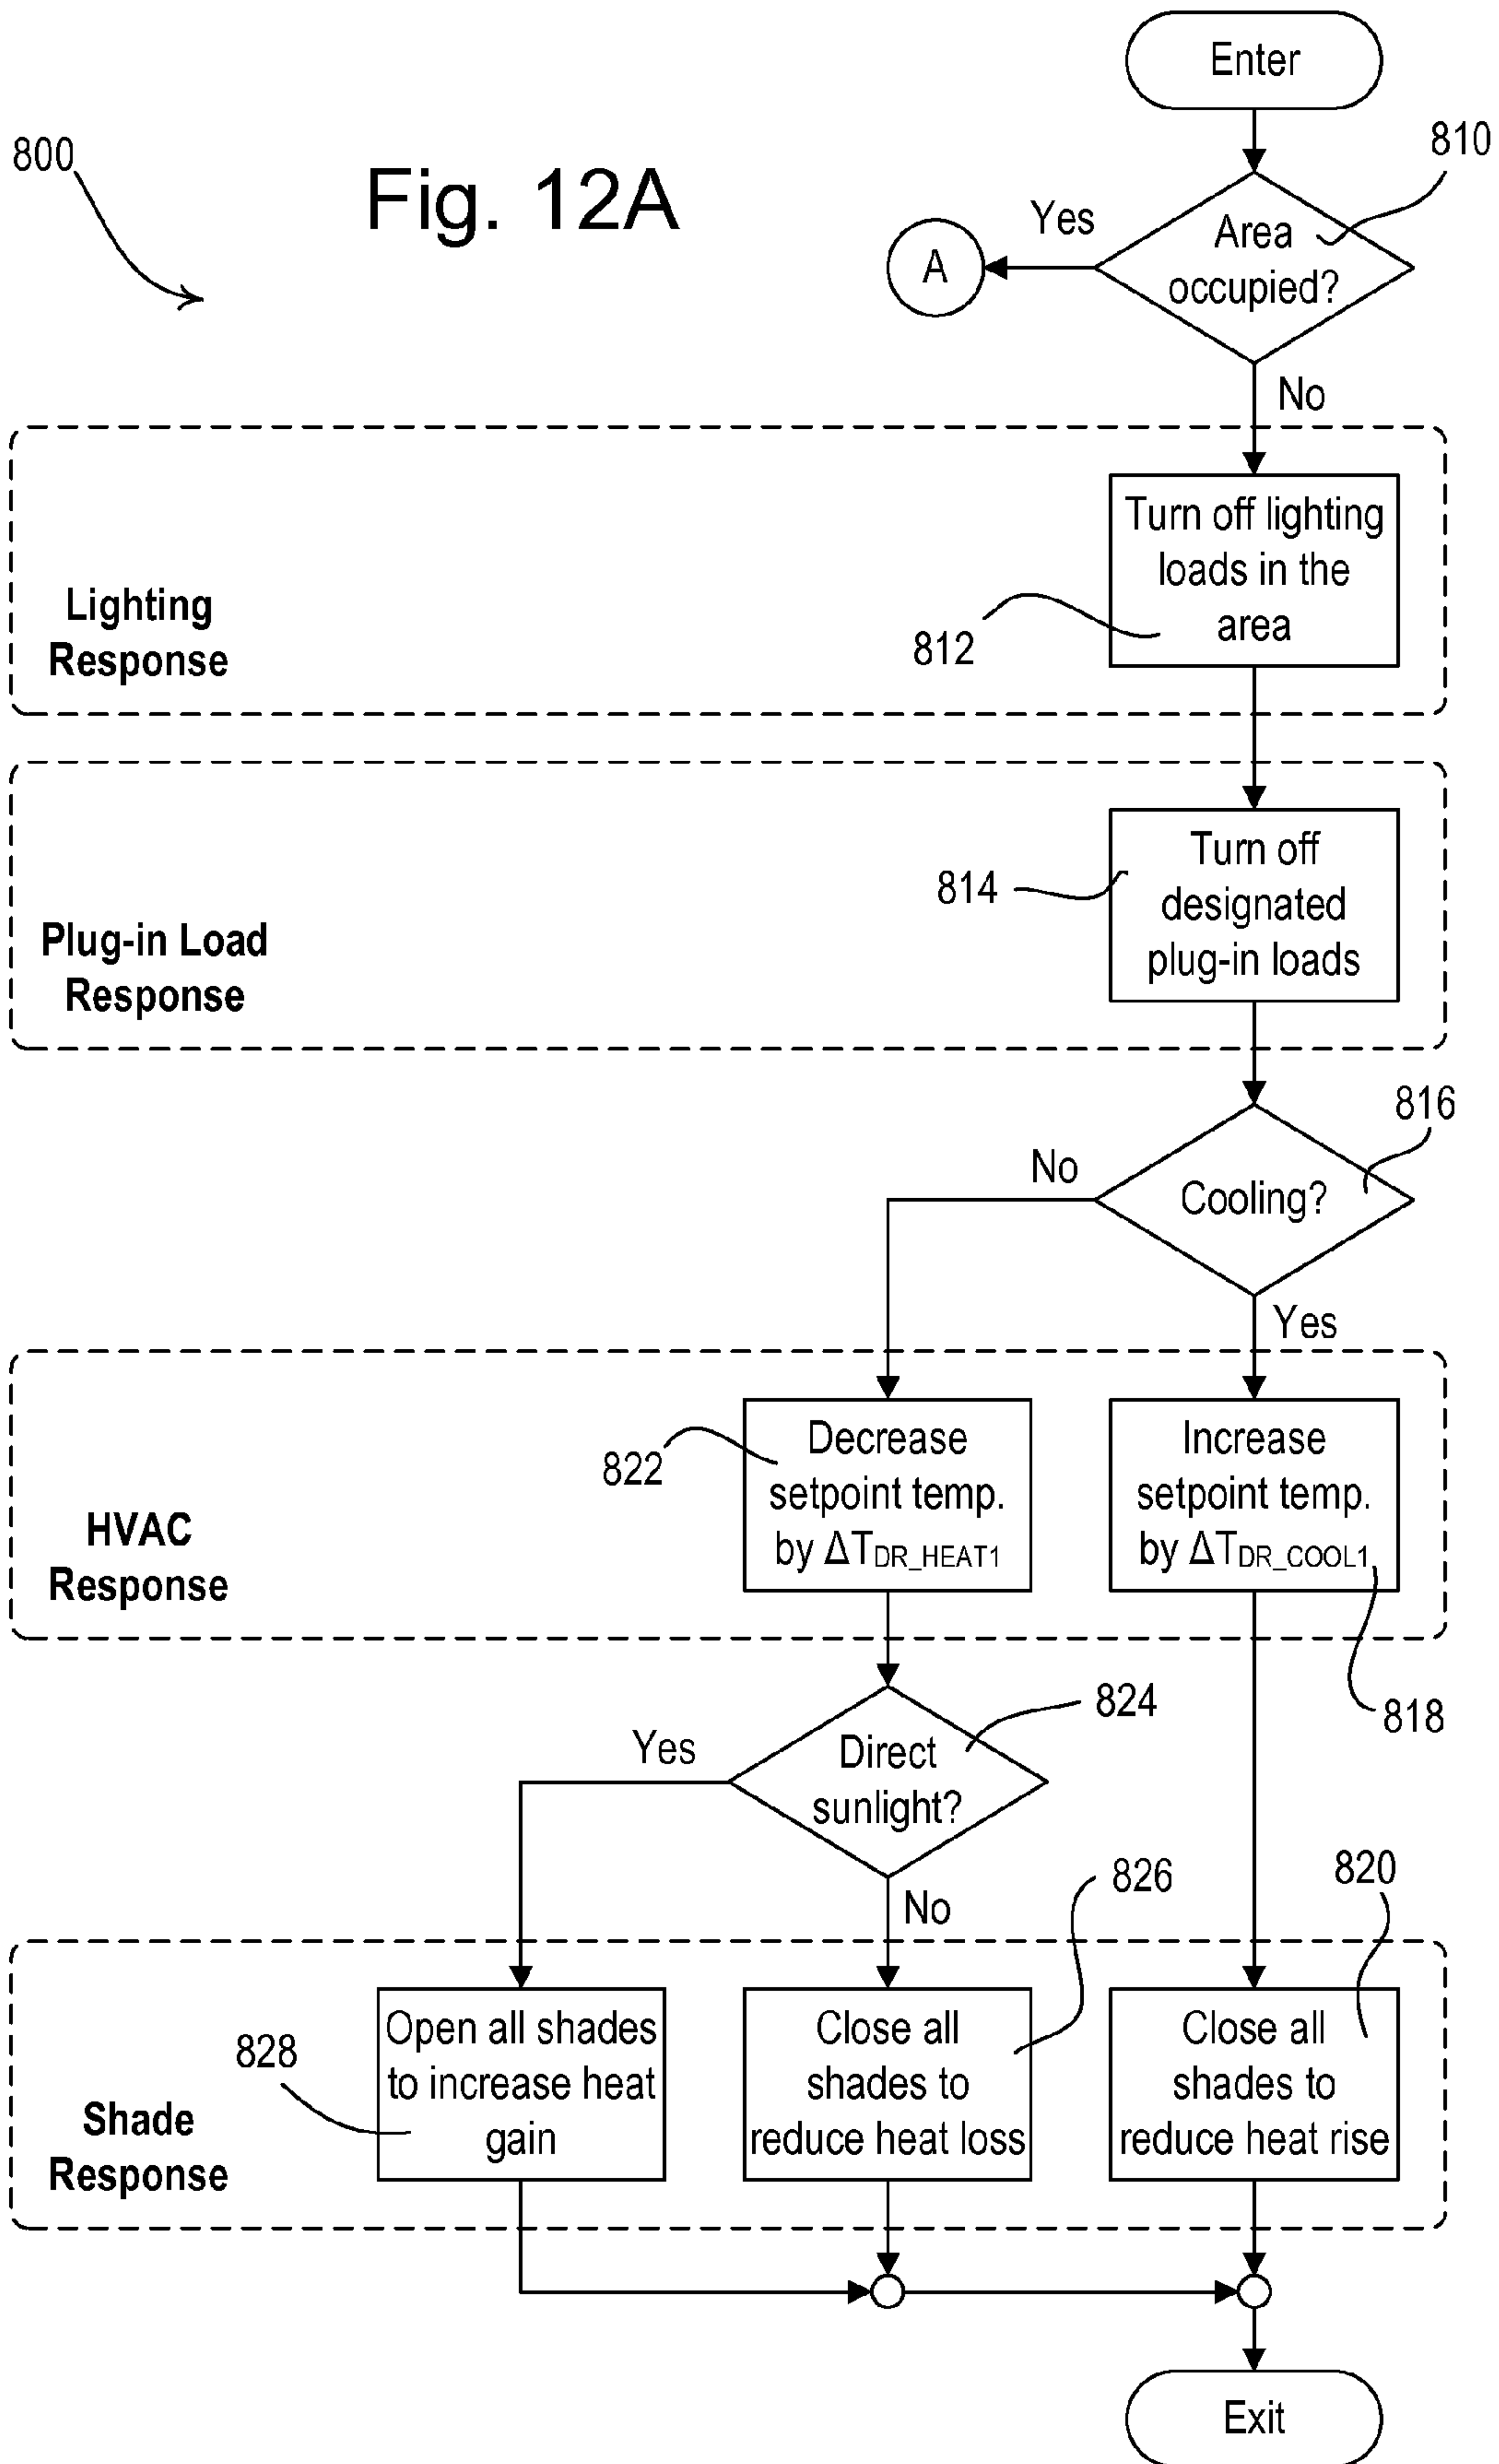 Enter
800
Fig. 12A
810
Yes
A
Area
occupied?
No
Turn off lighting
loads in the
area
812
Lighting
Response
Turn off
designated
plug-in loads
814
Plug-in Load
Response
816
No
Cooling?
Yes
Decrease
setpoint temp.
by ΔTDR_HEAT1
822
Increase
setpoint temp.
by ΔTDR_COOL1
818
HVAC
Response
824
Yes
Direct
sunlight?
No
826
820
Open all shades
to increase heat
gain
828
Close all
shades to
reduce heat loss
Close all
shades to
reduce heat rise
Shade
Response
Exit